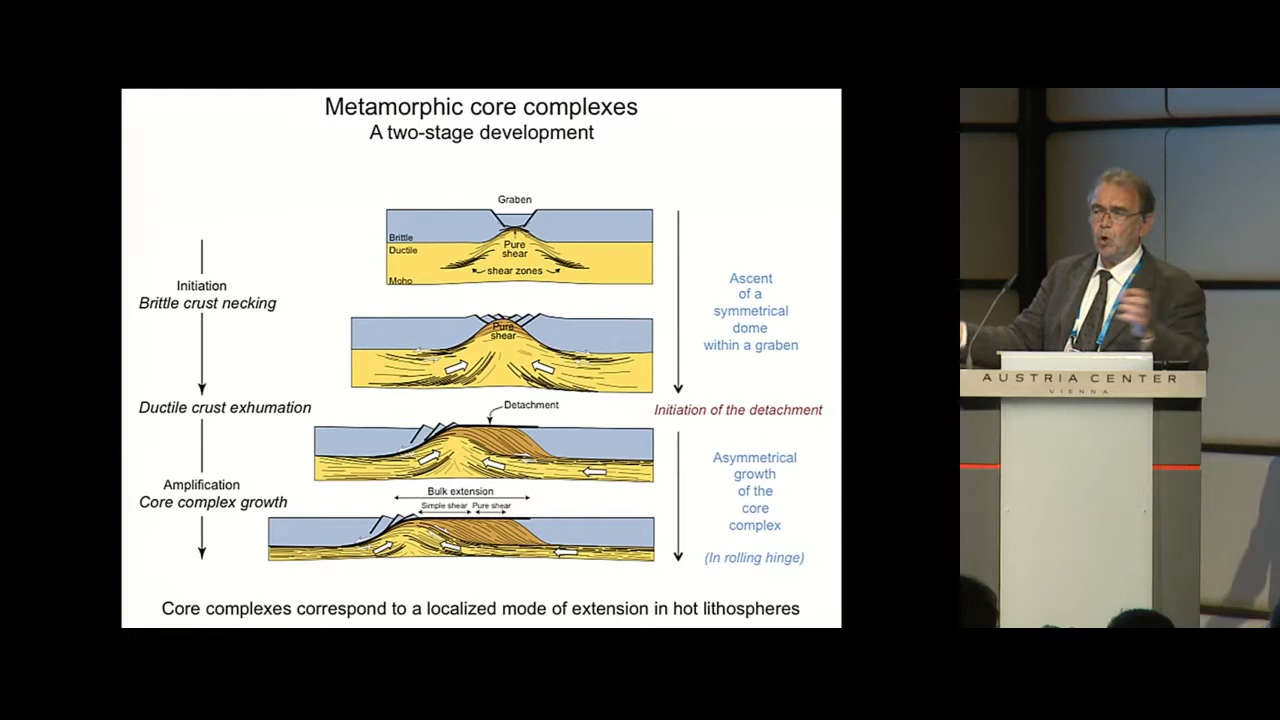 Metamorphic core complexes
A two-stage development
Graben
Brittle
Ductile
Pure
shear
shear zones
Moho
Initiation
Brittle crust necking
Ascent
of a
symmetrical
dome
within a graben
Pure
shear
Ductile crust exhumation
Detachment
Initiation of the detachment
Amplification
Core complex growth
Bulk extension
Simple shear
Pure shear
Asymmetrical
growth
of the
core
complex
(In rolling hinge)
Core complexes correspond to a localized mode of extension in hot lithospheres
AUSTRIA CENTER
VIENNA